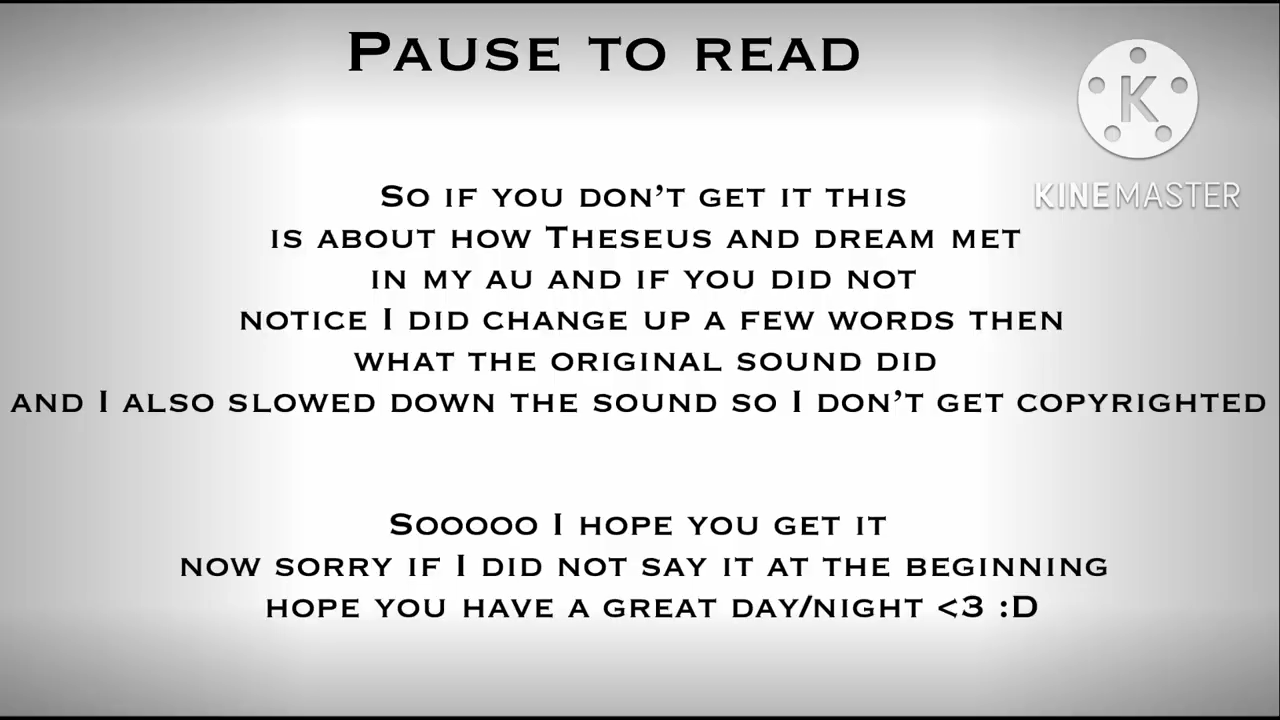 Pause to read
K
KINEMASTER
So if you don't get it this
is about how Theseus and dream met
in my au and if you did not
notice I did change up a few words then
what the original sound did
and I also slowed down the sound so I don't get copyrighted
Sooooo I hope you get it
now sorry if I did not say it at the beginning
hope you have a great day/night <3 :D